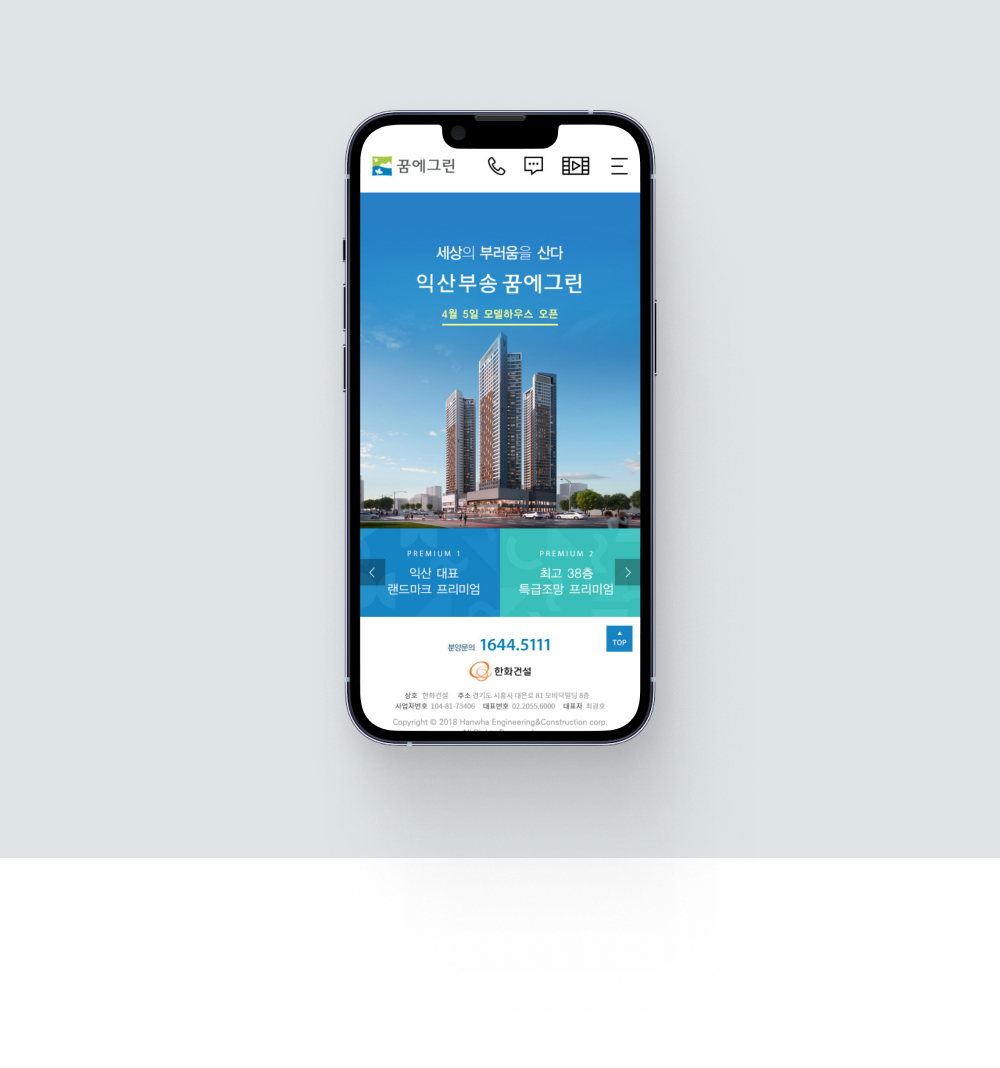 꿈에그린
세상의 부러움을 산다
익산부송 꿈에그린
4월 5일 모델하우스 오픈
PREMIUM 1
익산 대표
랜드마크 프리미엄
PREMIUM 2
최고 38층
특급조망 프리미엄
TOP
분양문의 1644.5111
한화건설
상호 한화건설 주소 경기도 시흥시 대은로 81 모바덕빌딩 8층
사업자번호 104-81-73406 대표번호 02.2055.6000 대표자 최광호
Copyright © 2018 Hanwha Engineering&Construction corp.